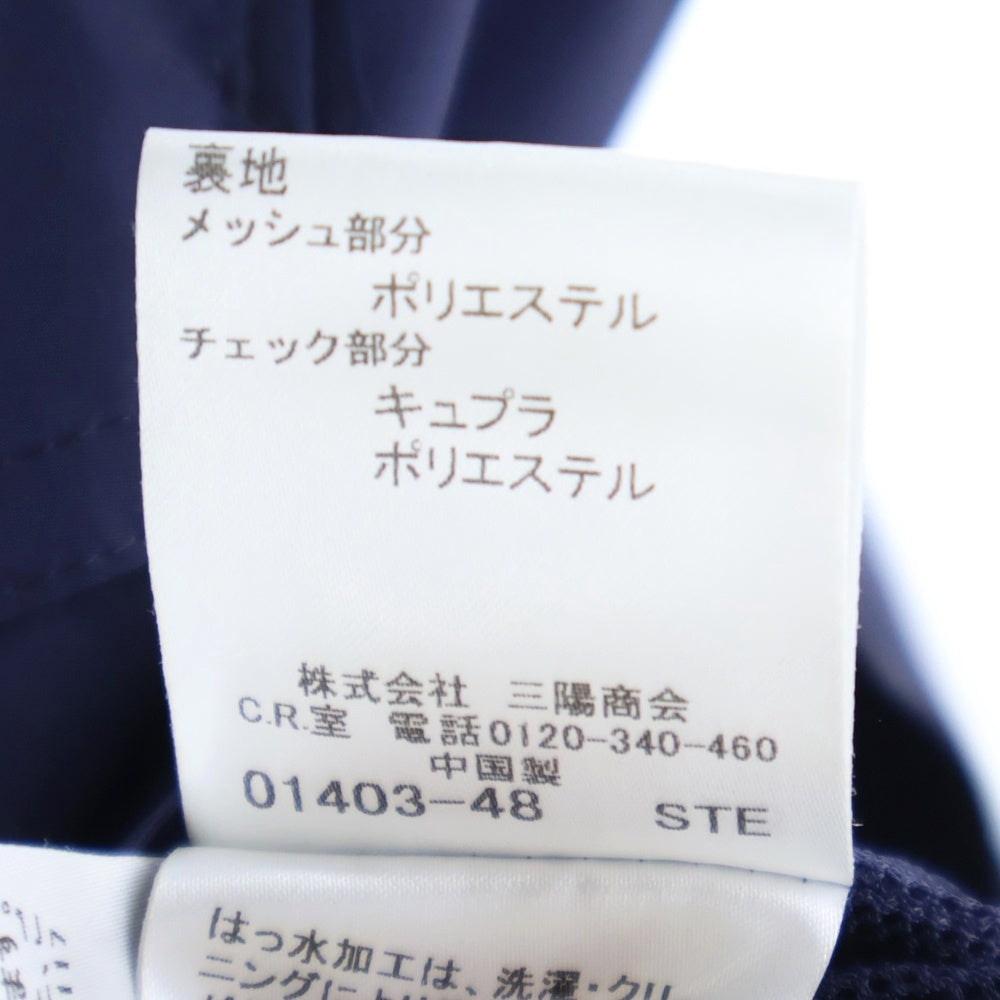 裏地
メッシュ部分
ポリエステル
チェック部分
キュプラ
ポリエステル
株式会社 三陽商会
C.R.室 電話0120-340-460
中国製
01403-48 STE
はっ水加工は、洗濯・クリ
ニングに